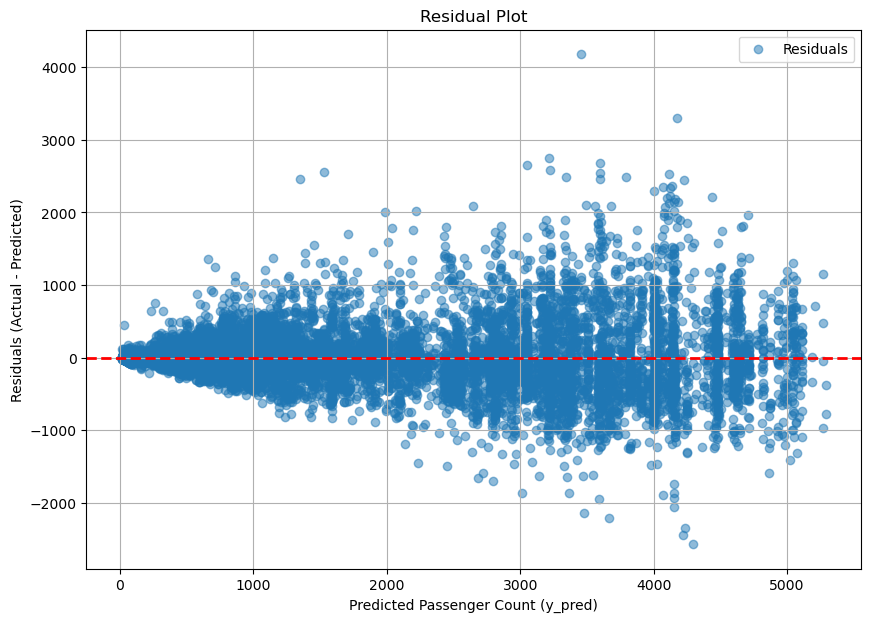 Residual Plot
Residuals
Residuals (Actual - Predicted)
4000
3000
2000
1000
0
−1000
−2000
0 1000 2000 3000 4000 5000
Predicted Passenger Count (y_pred)